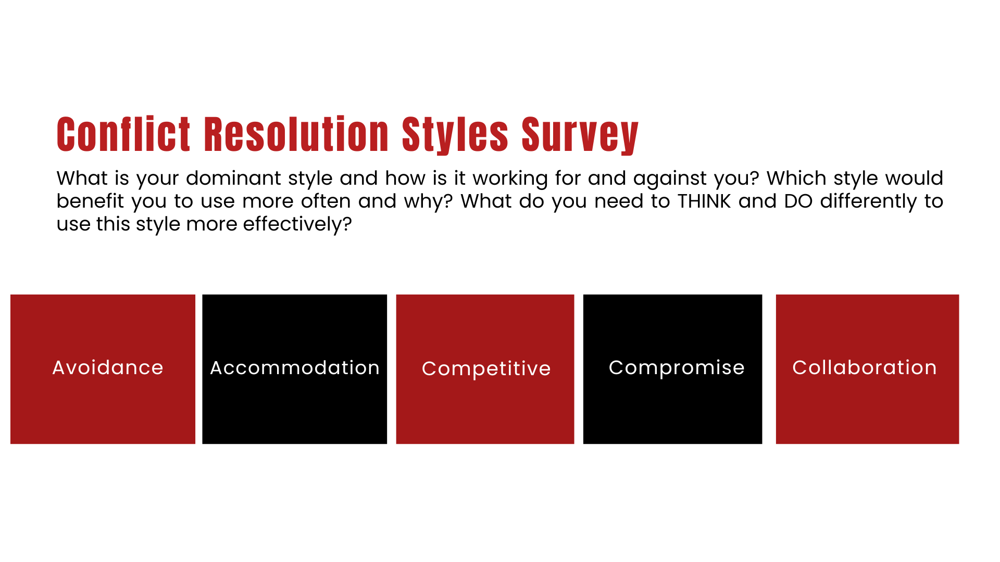 Conflict Resolution Styles Survey
What is your dominant style and how is it working for and against you? Which style would
benefit you to use more often and why? What do you need to THINK and DO differently to
use this style more effectively?
Avoidance
Accommodation
Competitive
Compromise
Collaboration